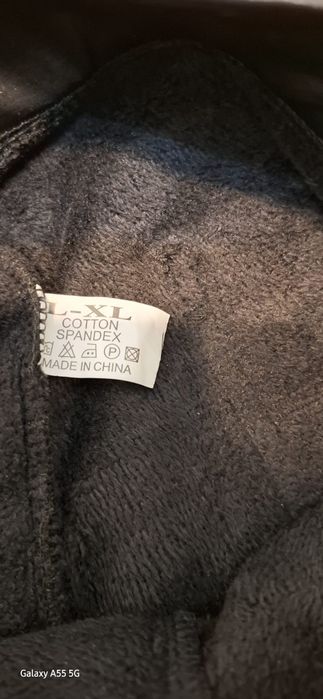 L-XL
COTTON
SPANDEX
P
MADE IN CHINA
Galaxy A55 5G